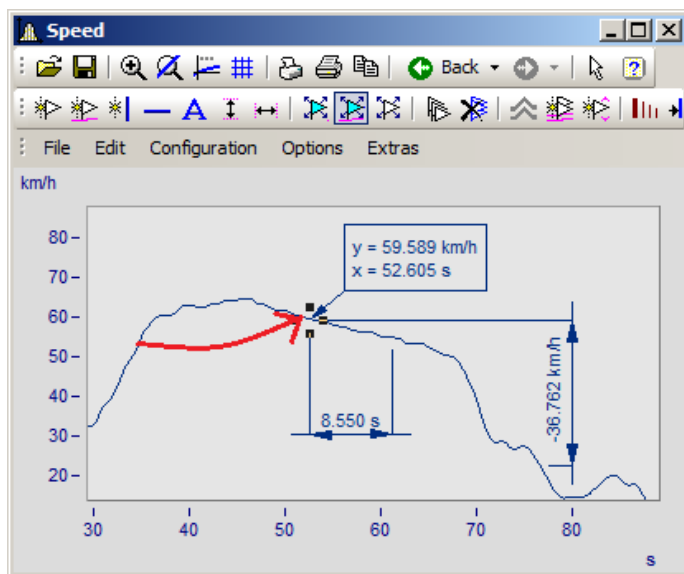 Speed
Back
File Edit Configuration Options Extras
km/h
y = 59.589 km/h
x = 52.605 s
80
70
60
50
40
30
20
8.550 s
-36.762 km/h
30 40 50 60 70 80
s